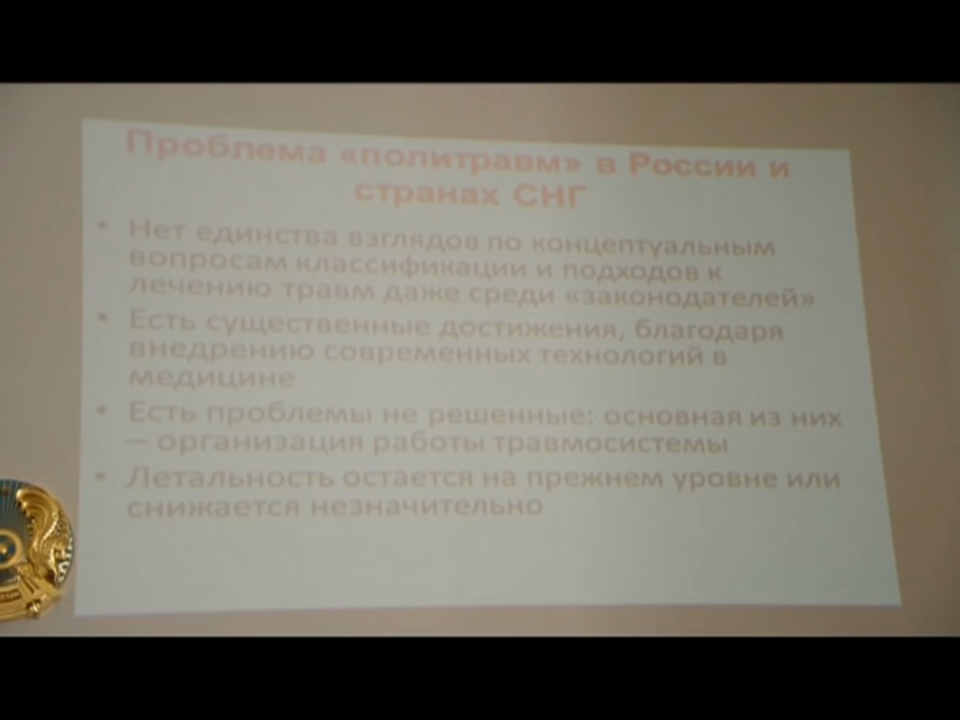 Проблема «политравм» в России и
странах СНГ
• Нет единства взглядов по концептуальным
вопросам классификации и подходов к
лечению травм даже среди «законодателей»
• Есть существенные достижения, благодаря
внедрению современных технологий в
медицине
• Есть проблемы не решенные: основная из них
– организация работы травмосистемы
• Летальность остается на прежнем уровне или
снижается незначительно